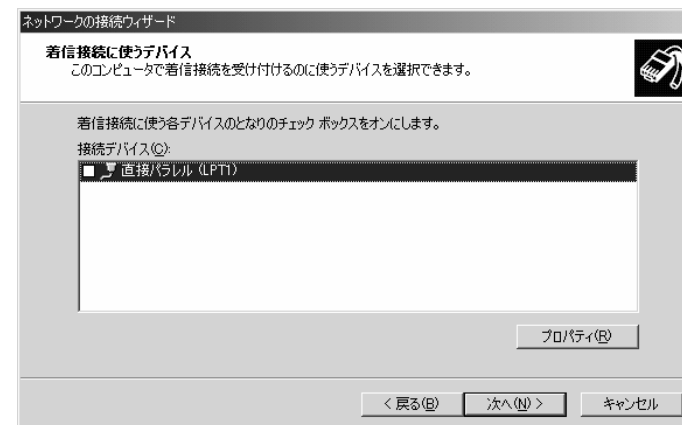 ネットワークの接続ウィザード
着信接続に使うデバイス
このコンピュータで着信接続を受け付けるのに使うデバイスを選択できます。
着信接続に使う各デバイスのとなりのチェック ボックスをオンにします。
接続デバイス(C):
直接パラレル (LPT1)
プロパティ(R)
< 戻る(B) 次へ(N) > キャンセル